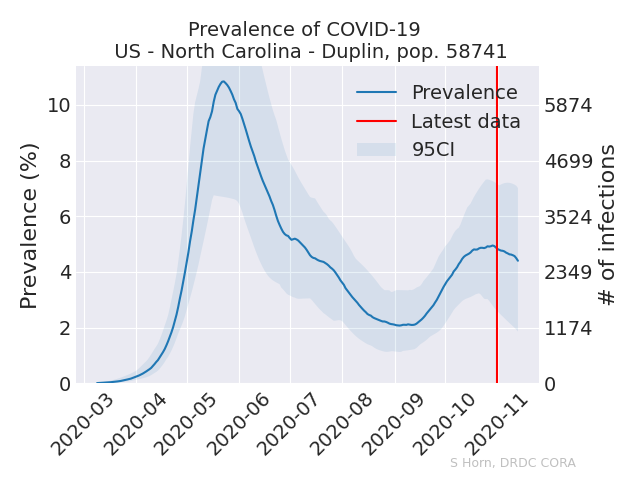 Prevalence of COVID-19
US - North Carolina - Duplin, pop. 58741
Prevalence
Latest data
95CI
Prevalence (%)
10
8
6
4
2
0
5874
4699
3524
2349
1174
0
# of infections
2020-03
2020-04
2020-05
2020-06
2020-07
2020-08
2020-09
2020-10
2020-11
S Horn, DRDC CORA